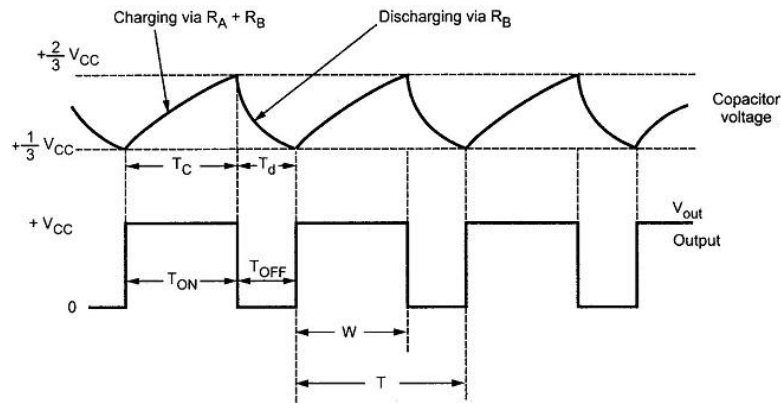 Charging via R_A + R_B
Discharging via R_B
+2/3 V_CC
Copacitor
voltage
+1/3 V_CC
T_C
T_d
+ V_CC
V_out
Output
T_ON
T_OFF
0
W
T